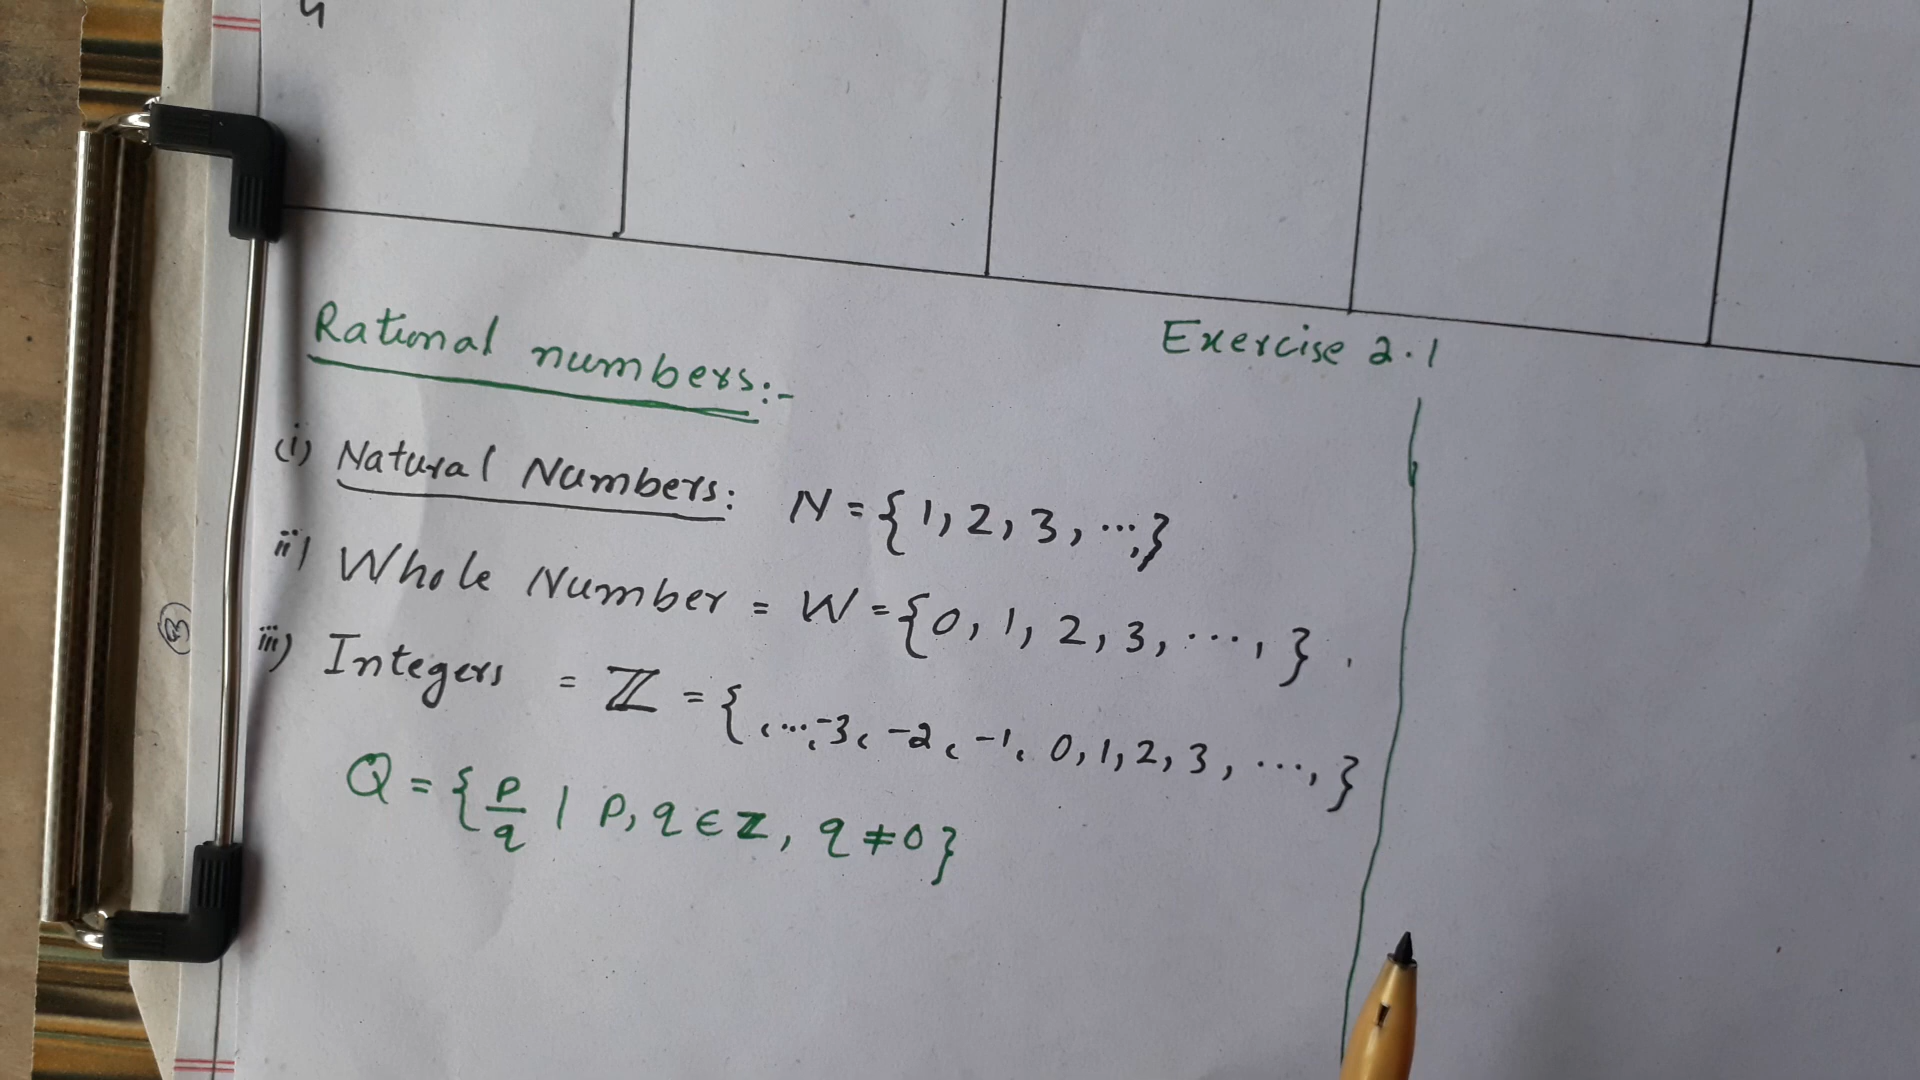 Rational numbers:-
Exercise 2.1
(i) Natural Numbers: N = {1, 2, 3, ...,}
ii) Whole Number = W = {0, 1, 2, 3, ..., } .
iii) Integers = ℤ = {, ..., -3, -2, -1, 0, 1, 2, 3, ..., }
Q = {p/q | p, q ∈ Z, q ≠ 0}